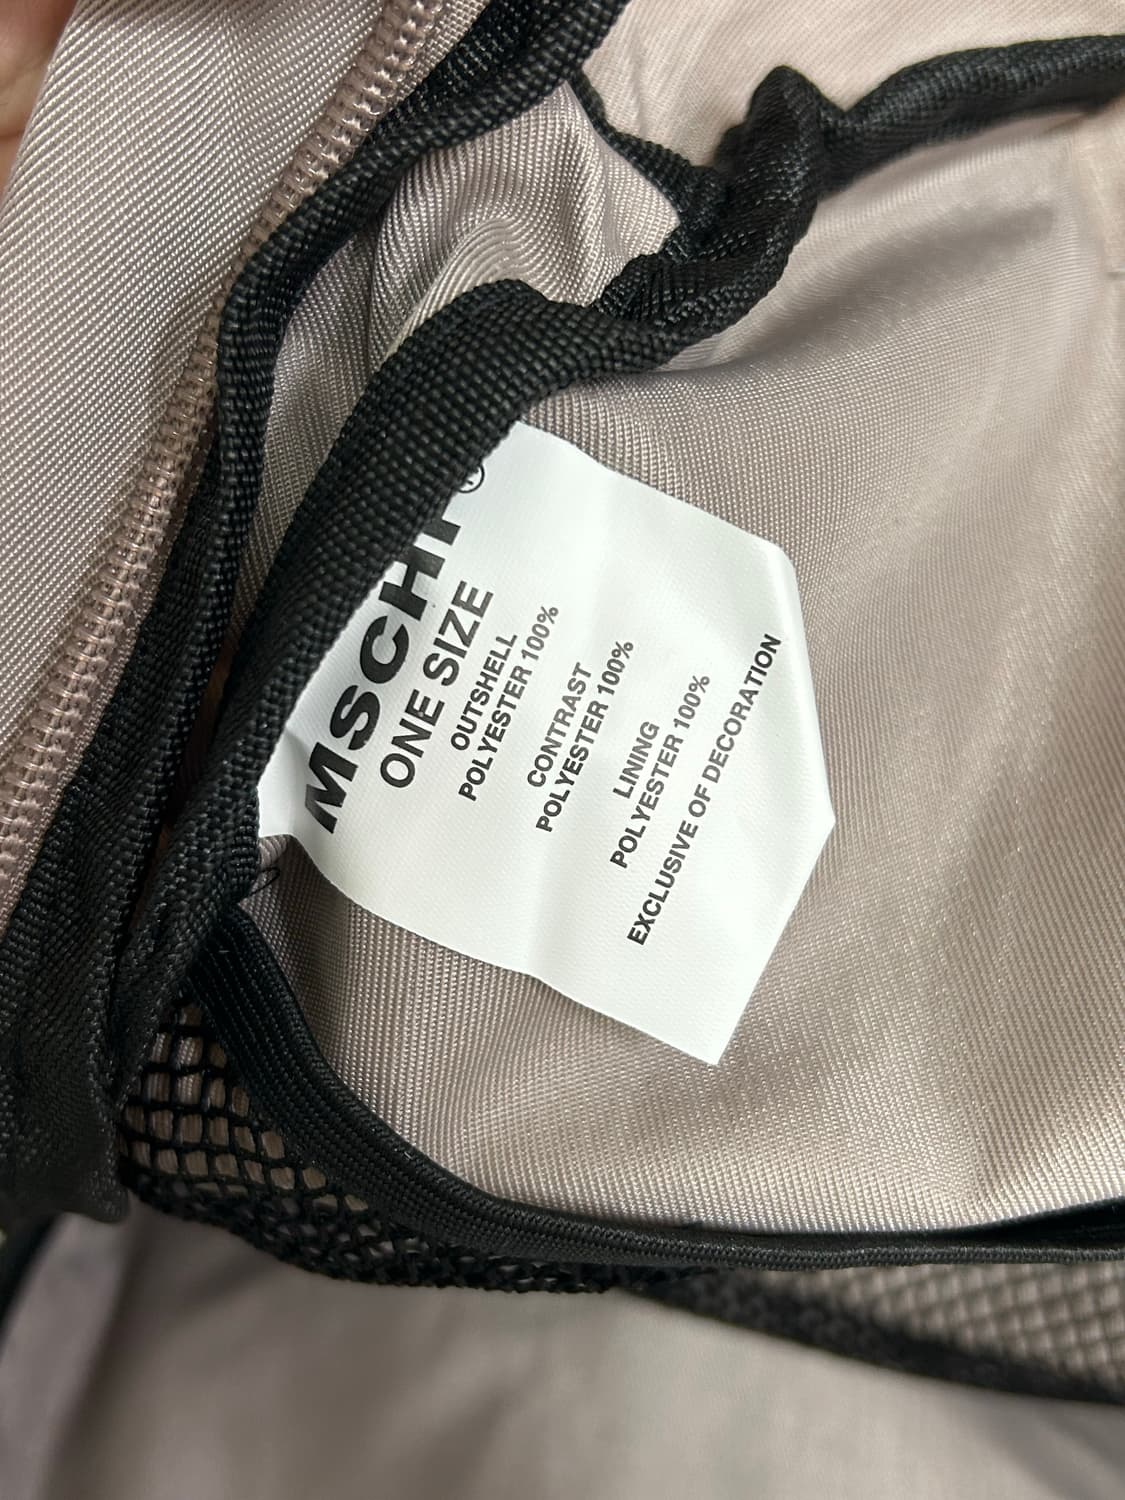 MSCHF®
ONE SIZE
OUTSHELL
POLYESTER 100%
CONTRAST
POLYESTER 100%
LINING
POLYESTER 100%
EXCLUSIVE OF DECORATION